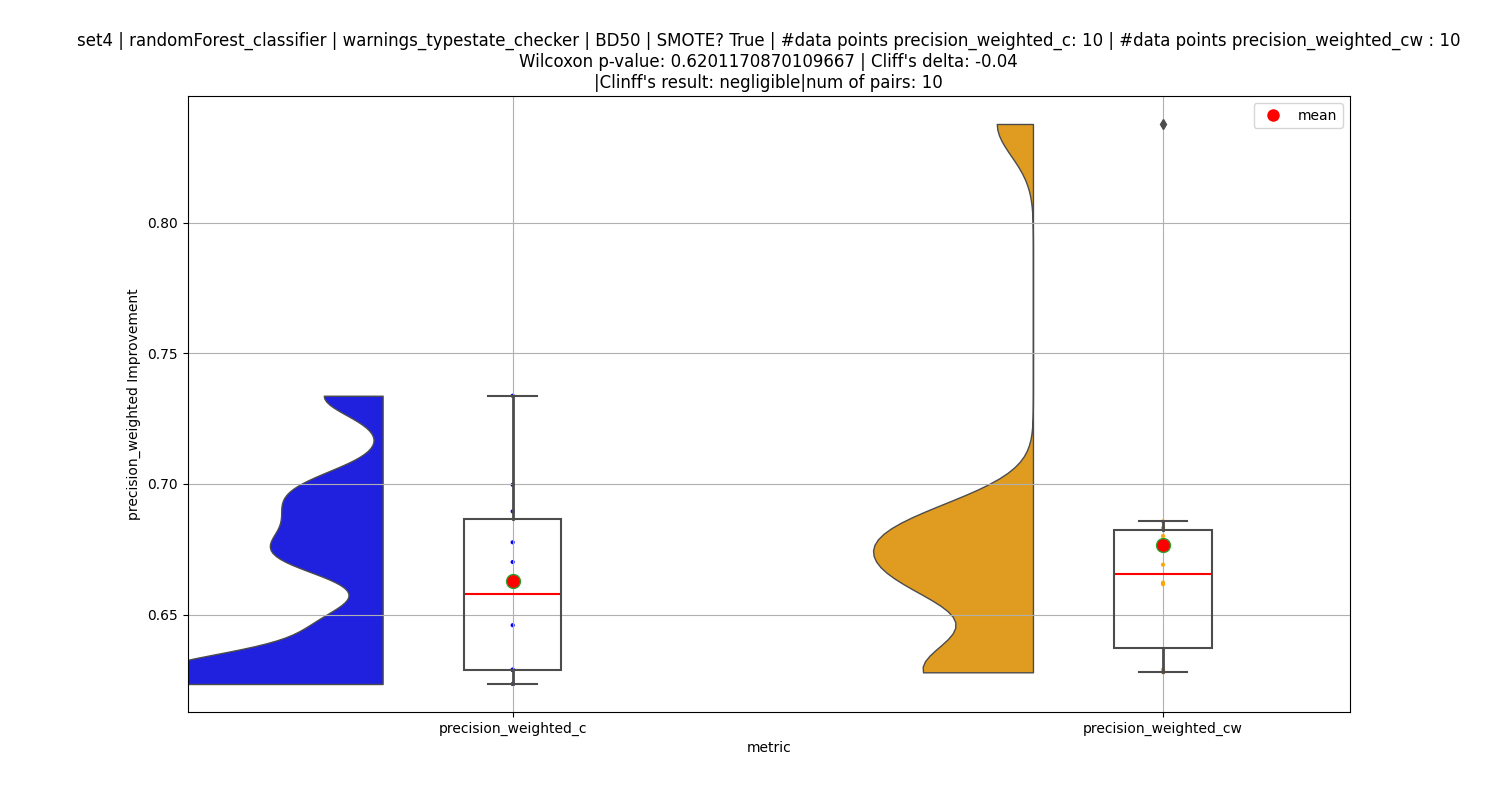 set4 | randomForest_classifier | warnings_typestate_checker | BD50 | SMOTE? True | #data points precision_weighted_c: 10 | #data points precision_weighted_cw : 10
Wilcoxon p-value: 0.6201170870109667 | Cliff's delta: -0.04
|Clinff's result: negligible|num of pairs: 10
mean
0.80
0.75
0.70
0.65
precision_weighted Improvement
precision_weighted_c
precision_weighted_cw
metric